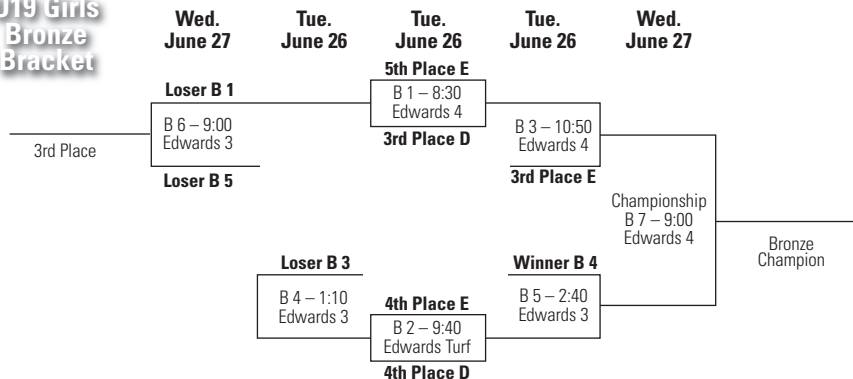 U19 Girls
Bronze
Bracket
Wed.
June 27
Tue.
June 26
Tue.
June 26
Tue.
June 26
Wed.
June 27
Loser B 1
B 6 – 9:00
Edwards 3
Loser B 5
3rd Place
5th Place E
B 1 – 8:30
Edwards 4
3rd Place D
B 3 – 10:50
Edwards 4
3rd Place E
Championship
B 7 – 9:00
Edwards 4
Bronze
Champion
Loser B 3
B 4 – 1:10
Edwards 3
4th Place E
B 2 – 9:40
Edwards Turf
4th Place D
Winner B 4
B 5 – 2:40
Edwards 3